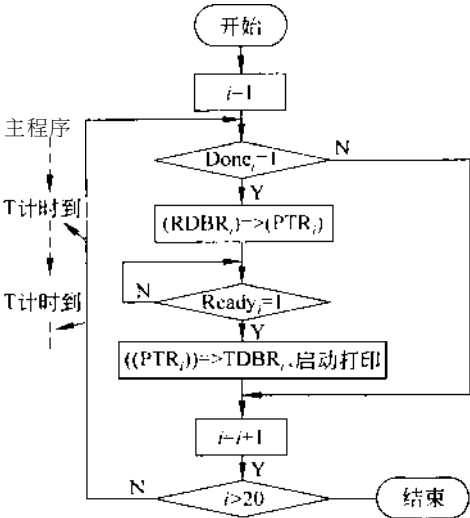 开始
i=1
主程序
Done_i=1
N
Y
T计时到
(RDBR_i)=>(PTR_i)
N
Ready_i=1
T计时到
Y
((PTR_i))=>TDBR_i、启动打印
i=i+1
Y
N
i>20
结束